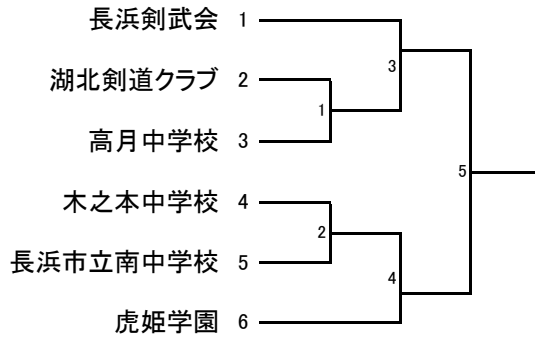 長浜剣武会 1
3
湖北剣道クラブ 2
1
高月中学校 3
5
木之本中学校 4
2
長浜市立南中学校 5
4
虎姫学園 6